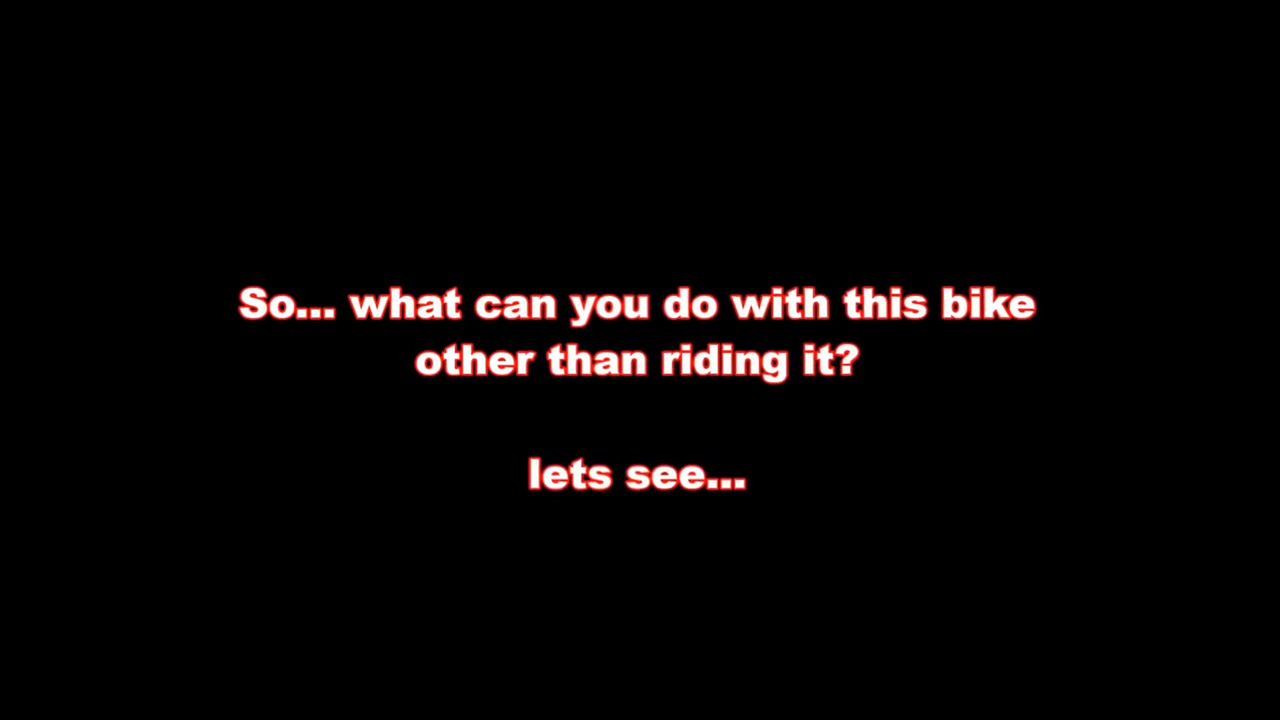 So... what can you do with this bike
other than riding it?
lets see...